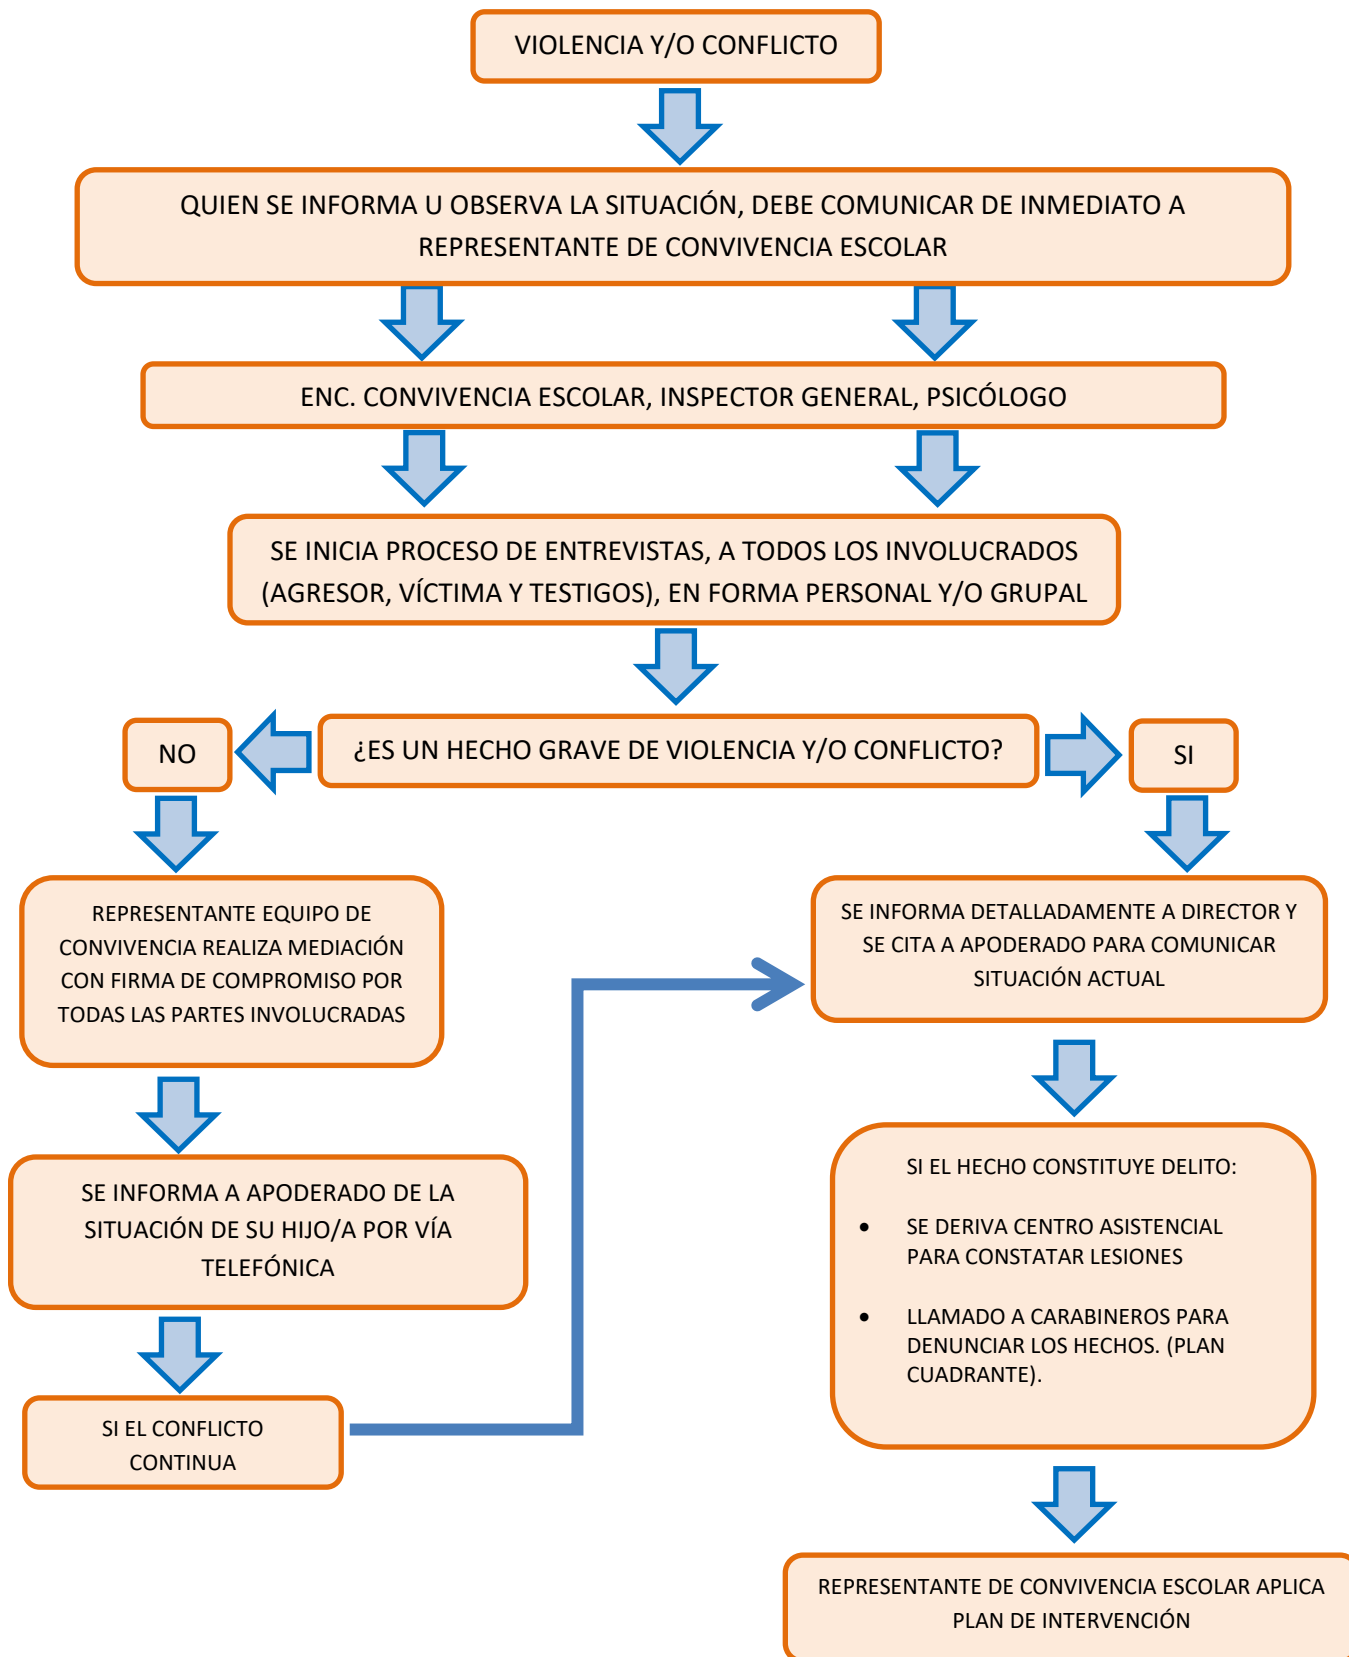 VIOLENCIA Y/O CONFLICTO
QUIEN SE INFORMA U OBSERVA LA SITUACIÓN, DEBE COMUNICAR DE INMEDIATO A
REPRESENTANTE DE CONVIVENCIA ESCOLAR
ENC. CONVIVENCIA ESCOLAR, INSPECTOR GENERAL, PSICÓLOGO
SE INICIA PROCESO DE ENTREVISTAS, A TODOS LOS INVOLUCRADOS
(AGRESOR, VÍCTIMA Y TESTIGOS), EN FORMA PERSONAL Y/O GRUPAL
¿ES UN HECHO GRAVE DE VIOLENCIA Y/O CONFLICTO?
NO
SI
REPRESENTANTE EQUIPO DE
CONVIVENCIA REALIZA MEDIACIÓN
CON FIRMA DE COMPROMISO POR
TODAS LAS PARTES INVOLUCRADAS
SE INFORMA A APODERADO DE LA
SITUACIÓN DE SU HIJO/A POR VÍA
TELEFÓNICA
SI EL CONFLICTO
CONTINUA
SE INFORMA DETALLADAMENTE A DIRECTOR Y
SE CITA A APODERADO PARA COMUNICAR
SITUACIÓN ACTUAL
SI EL HECHO CONSTITUYE DELITO:
• SE DERIVA CENTRO ASISTENCIAL
PARA CONSTATAR LESIONES
• LLAMADO A CARABINEROS PARA
DENUNCIAR LOS HECHOS. (PLAN
CUADRANTE).
REPRESENTANTE DE CONVIVENCIA ESCOLAR APLICA
PLAN DE INTERVENCIÓN